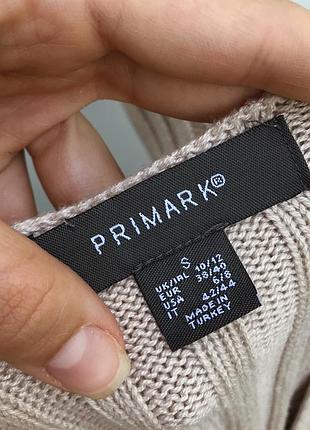 PRIMARK®
S
UK/IRL 10/12
EUR 38/40
USA 6/8
IT 42/44
MADE IN
TURKEY